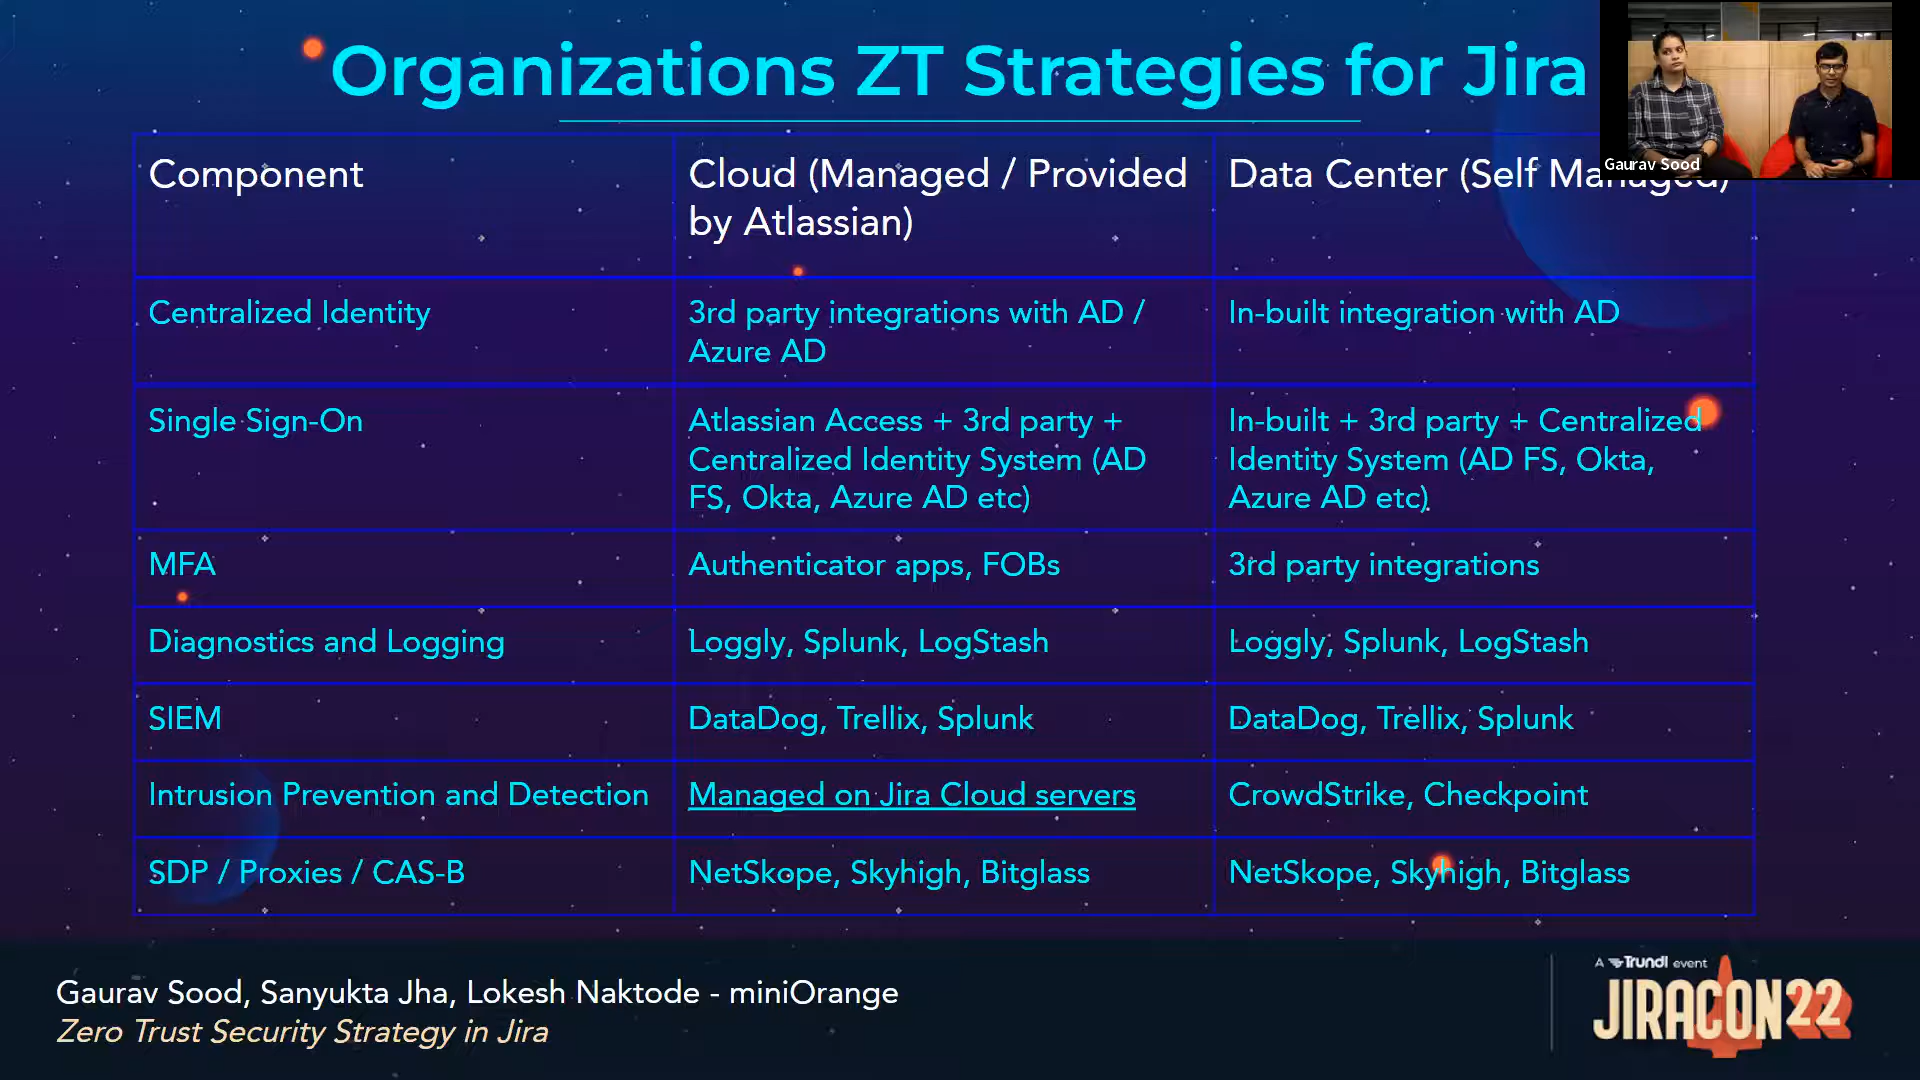 Organizations ZT Strategies for Jira
Gaurav Sood
Component
Cloud (Managed / Provided
by Atlassian)
Data Center (Self Managed)
Centralized Identity
3rd party integrations with AD /
Azure AD
In-built integration with AD
Single Sign-On
Atlassian Access + 3rd party +
Centralized Identity System (AD
FS, Okta, Azure AD etc)
In-built + 3rd party + Centralized
Identity System (AD FS, Okta,
Azure AD etc)
MFA
Authenticator apps, FOBs
3rd party integrations
Diagnostics and Logging
Loggly, Splunk, LogStash
Loggly, Splunk, LogStash
SIEM
DataDog, Trellix, Splunk
DataDog, Trellix, Splunk
Intrusion Prevention and Detection
Managed on Jira Cloud servers
CrowdStrike, Checkpoint
SDP / Proxies / CAS-B
NetSkope, Skyhigh, Bitglass
NetSkope, Skyhigh, Bitglass
Gaurav Sood, Sanyukta Jha, Lokesh Naktode - miniOrange
Zero Trust Security Strategy in Jira
A Trundl event
JIRACON22